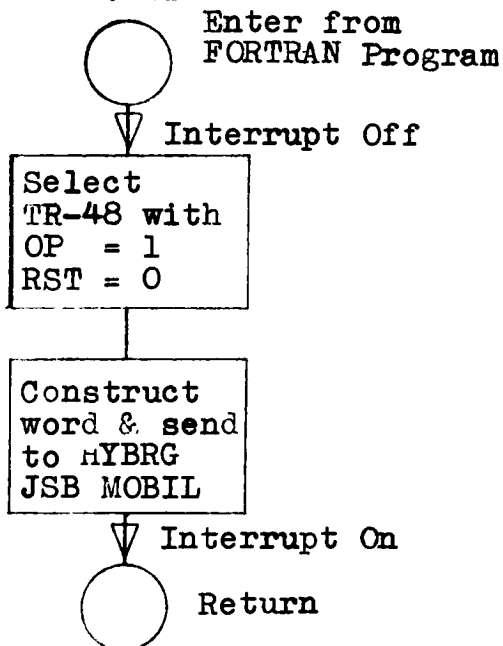 Enter from
FORTRAN Program
Interrupt Off
Select
TR-48 with
OP = 1
RST = 0
Construct
word & send
to HYBRG
JSB MOBIL
Interrupt On
Return